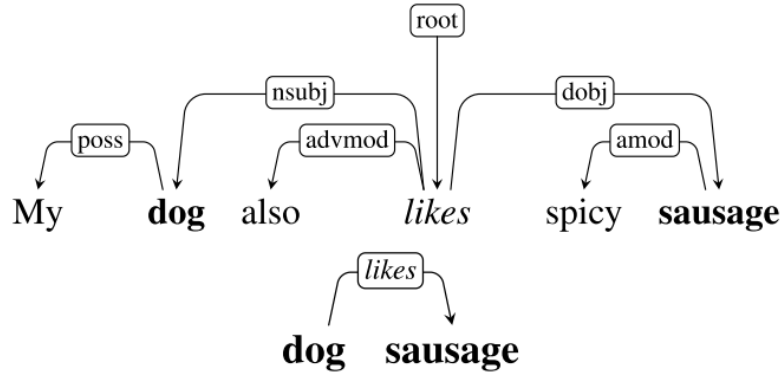 root
nsubj dobj
poss advmod amod
My dog also likes spicy sausage
likes
dog sausage